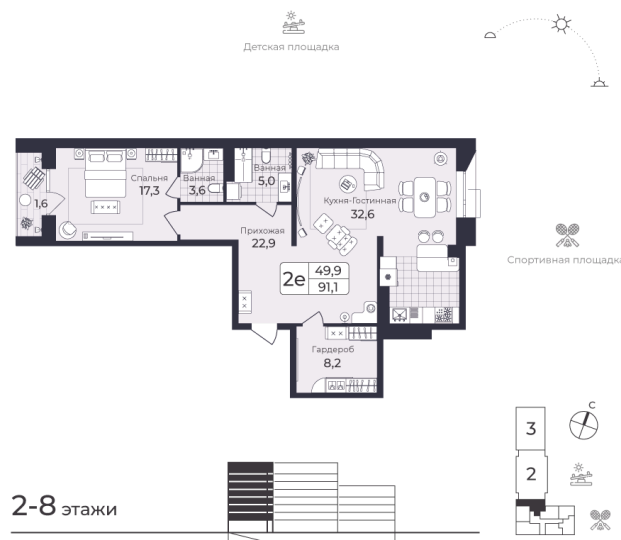 Детская площадка
Спальня
17,3
Ванная
3,6
Ванная
5,0
Кухня-Гостинная
32,6
1,6
Прихожая
22,9
2е
49,9
91,1
Гардероб
8,2
Спортивная площадка
С
3
2
2-8 этажи